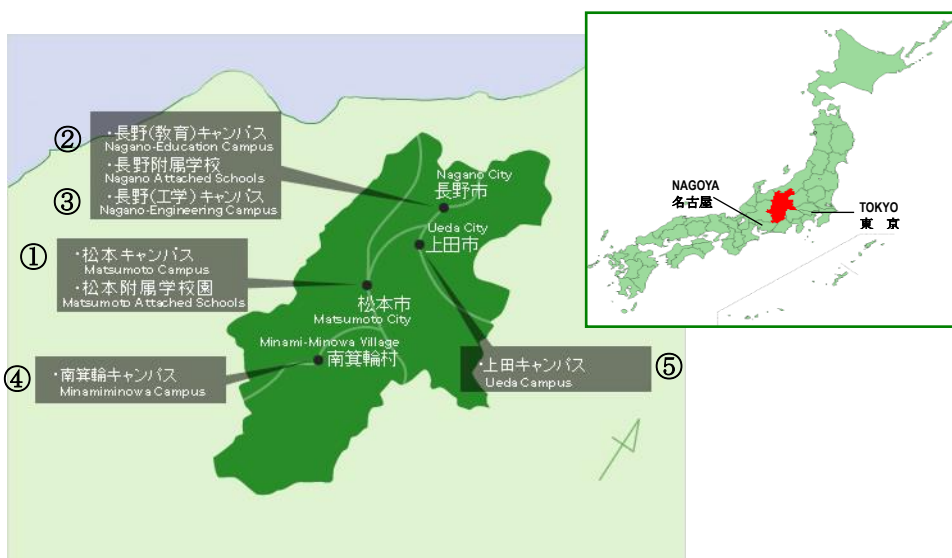 ②
・長野(教育)キャンパス
Nagano-Education Campus
・長野附属学校
Nagano Attached Schools
③
・長野(工学)キャンパス
Nagano-Engineering Campus
①
・松本キャンパス
Matsumoto Campus
・松本附属学校園
Matsumoto Attached Schools
④
・南箕輪キャンパス
Minamiminowa Campus
Nagano City
長野市
Ueda City
上田市
松本市
Matsumoto City
Minami-Minowa Village
南箕輪村
・上田キャンパス
Ueda Campus
⑤
NAGOYA
名古屋
TOKYO
東 京